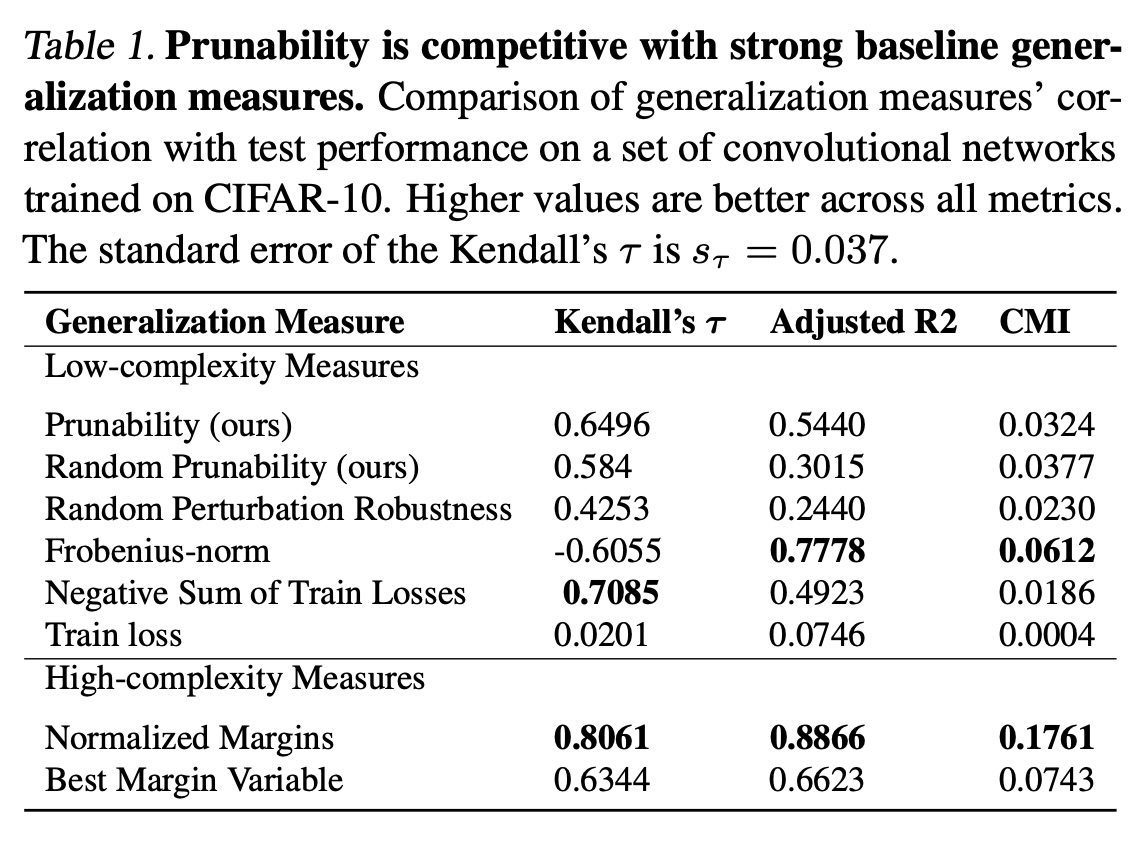 Table 1. Prunability is competitive with strong baseline gener-
alization measures. Comparison of generalization measures’ cor-
relation with test performance on a set of convolutional networks
trained on CIFAR-10. Higher values are better across all metrics.
The standard error of the Kendall’s τ is sτ = 0.037.
Generalization Measure Kendall’s τ Adjusted R2 CMI
Low-complexity Measures
Prunability (ours) 0.6496 0.5440 0.0324
Random Prunability (ours) 0.584 0.3015 0.0377
Random Perturbation Robustness 0.4253 0.2440 0.0230
Frobenius-norm -0.6055 0.7778 0.0612
Negative Sum of Train Losses 0.7085 0.4923 0.0186
Train loss 0.0201 0.0746 0.0004
High-complexity Measures
Normalized Margins 0.8061 0.8866 0.1761
Best Margin Variable 0.6344 0.6623 0.0743